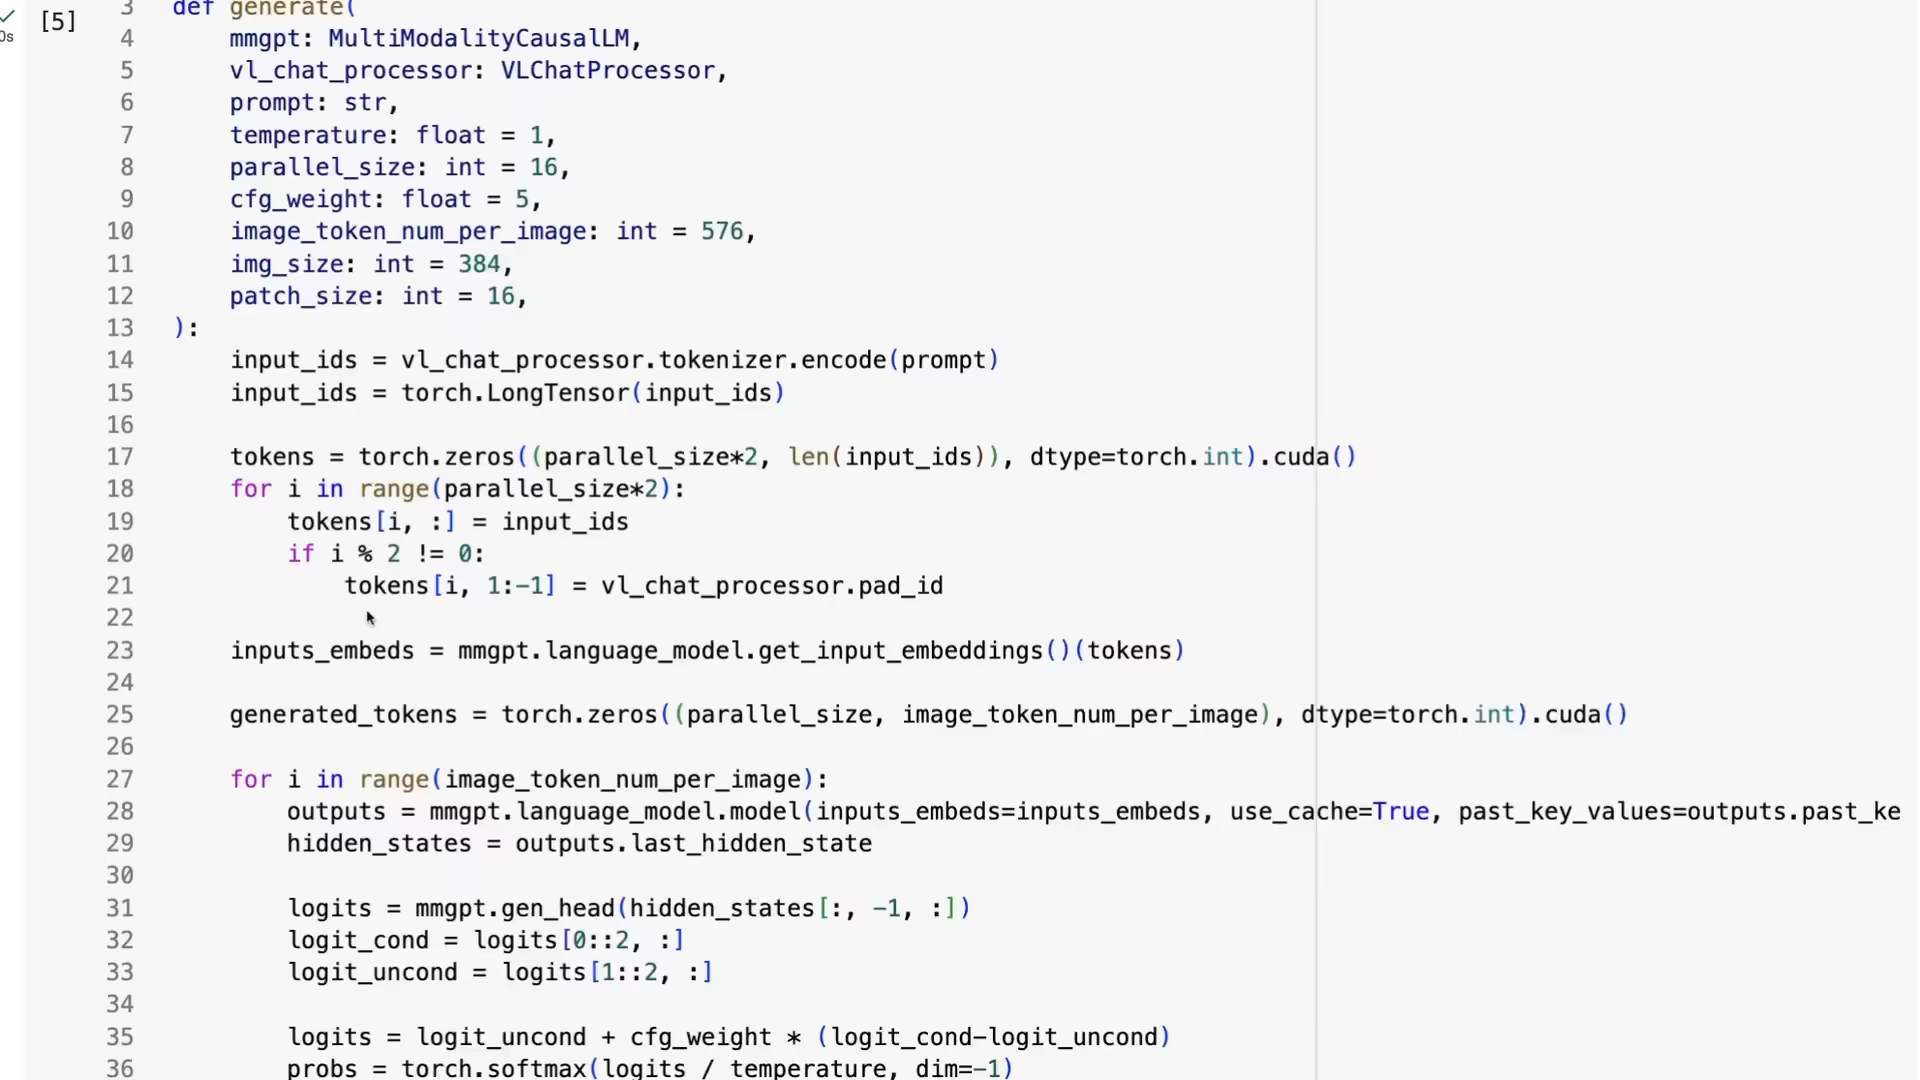 0s
[5]
3 def generate(
4 mmgpt: MultiModalityCausalLM,
5 vl_chat_processor: VLChatProcessor,
6 prompt: str,
7 temperature: float = 1,
8 parallel_size: int = 16,
9 cfg_weight: float = 5,
10 image_token_num_per_image: int = 576,
11 img_size: int = 384,
12 patch_size: int = 16,
13 ):
14 input_ids = vl_chat_processor.tokenizer.encode(prompt)
15 input_ids = torch.LongTensor(input_ids)
16
17 tokens = torch.zeros((parallel_size*2, len(input_ids)), dtype=torch.int).cuda()
18 for i in range(parallel_size*2):
19 tokens[i, :] = input_ids
20 if i % 2 != 0:
21 tokens[i, 1:-1] = vl_chat_processor.pad_id
22
23 inputs_embeds = mmgpt.language_model.get_input_embeddings()(tokens)
24
25 generated_tokens = torch.zeros((parallel_size, image_token_num_per_image), dtype=torch.int).cuda()
26
27 for i in range(image_token_num_per_image):
28 outputs = mmgpt.language_model.model(inputs_embeds=inputs_embeds, use_cache=True, past_key_values=outputs.past_ke
29 hidden_states = outputs.last_hidden_state
30
31 logits = mmgpt.gen_head(hidden_states[:, -1, :])
32 logit_cond = logits[0::2, :]
33 logit_uncond = logits[1::2, :]
34
35 logits = logit_uncond + cfg_weight * (logit_cond-logit_uncond)
36 probs = torch.softmax(logits / temperature, dim=-1)